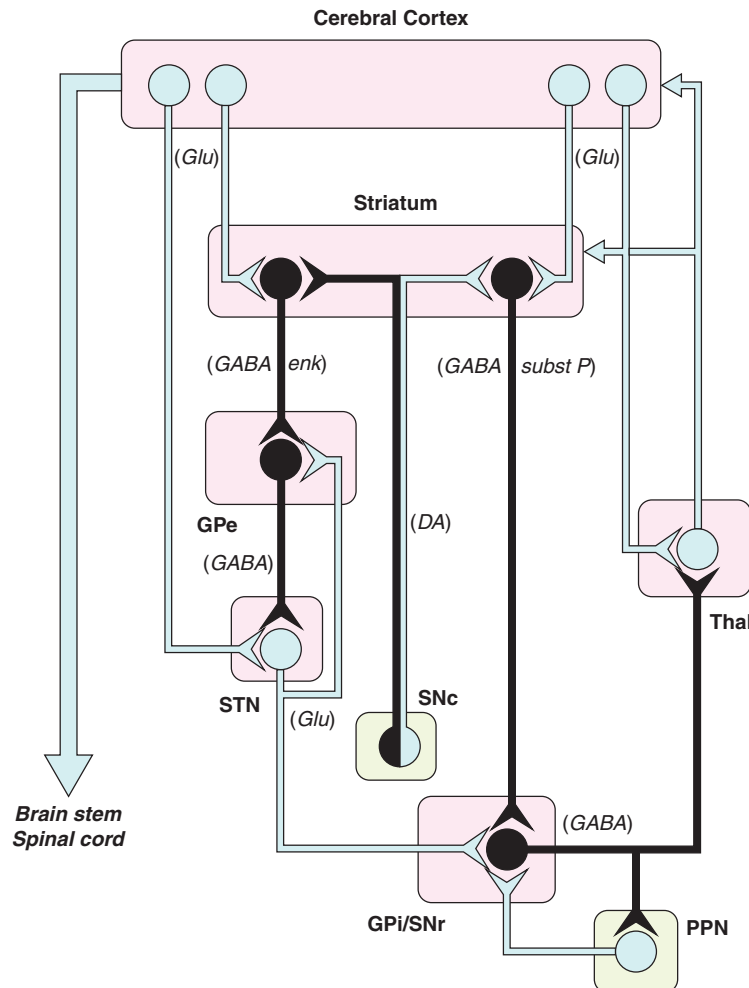 Cerebral Cortex
(Glu)
(Glu)
Striatum
(GABA enk)
(GABA subst P)
GPe
(DA)
(GABA)
Thal
STN
(Glu)
SNc
Brain stem
Spinal cord
(GABA)
GPi/SNr
PPN